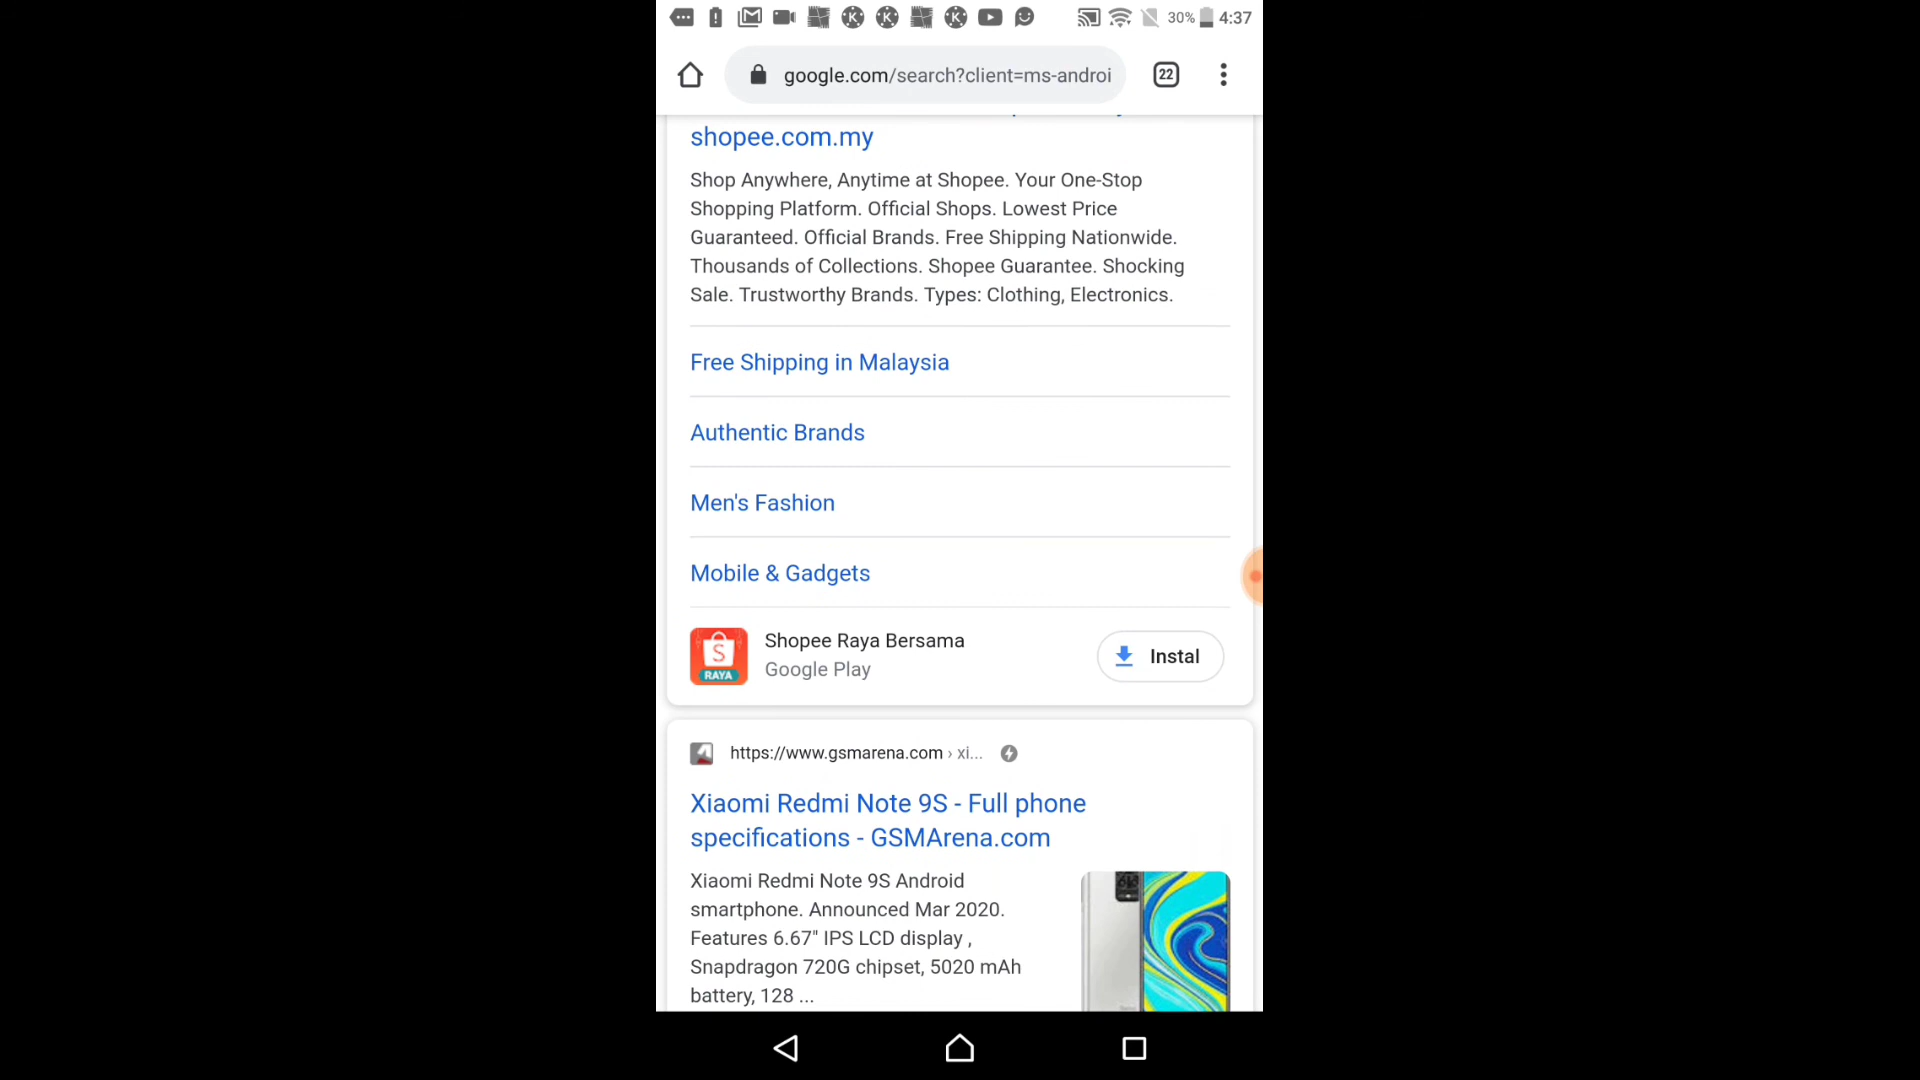 30% 4:37
google.com/search?client=ms-androi 22
shopee.com.my
Shop Anywhere, Anytime at Shopee. Your One-Stop
Shopping Platform. Official Shops. Lowest Price
Guaranteed. Official Brands. Free Shipping Nationwide.
Thousands of Collections. Shopee Guarantee. Shocking
Sale. Trustworthy Brands. Types: Clothing, Electronics.
Free Shipping in Malaysia
Authentic Brands
Men's Fashion
Mobile & Gadgets
S
RAYA
Shopee Raya Bersama
Google Play
Instal
https://www.gsmarena.com › xi...
Xiaomi Redmi Note 9S - Full phone
specifications - GSMArena.com
Xiaomi Redmi Note 9S Android
smartphone. Announced Mar 2020.
Features 6.67" IPS LCD display ,
Snapdragon 720G chipset, 5020 mAh
battery, 128 ...